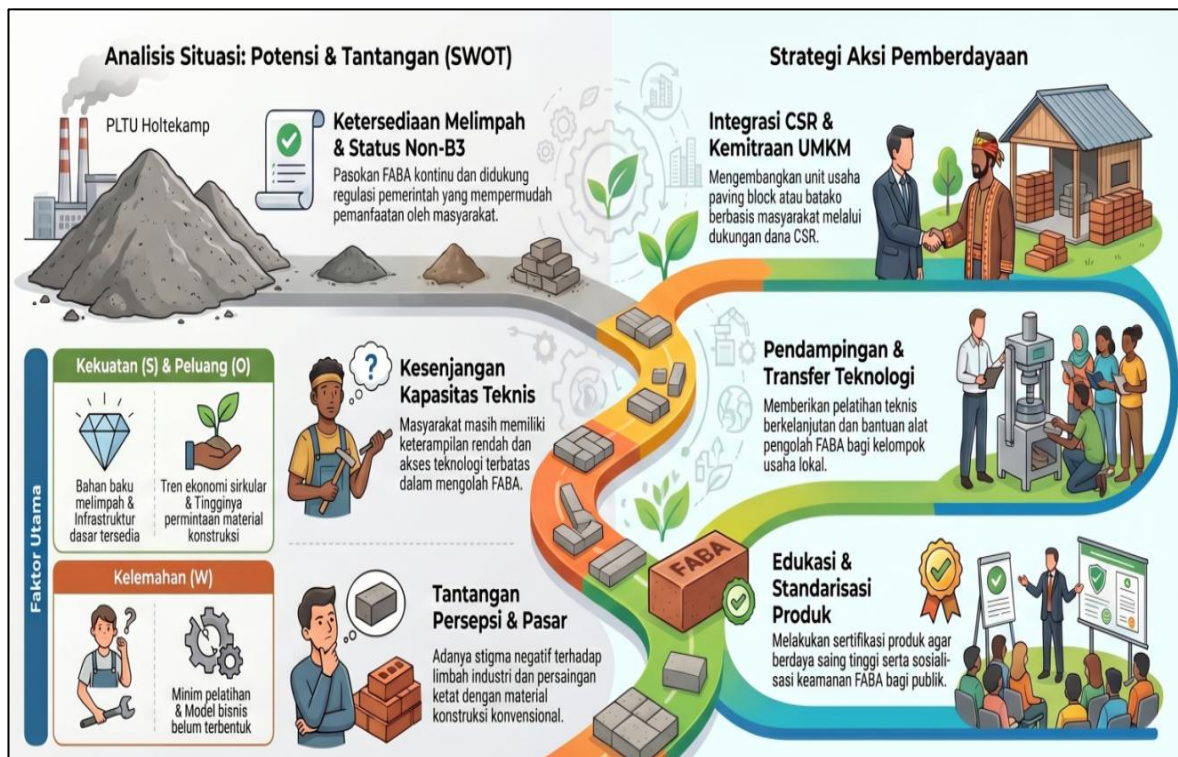 Analisis Situasi: Potensi & Tantangan (SWOT)
PLTU Holtekamp
Ketersediaan Melimpah
& Status Non-B3
Pasokan FABA kontinu dan didukung
regulasi pemerintah yang mempermudah
pemanfaatan oleh masyarakat.
Faktor Utama
Kekuatan (S) & Peluang (O)
Bahan baku
melimpah &
Infrastruktur
dasar tersedia
Tren ekonomi sirkular
& Tingginya
permintaan material
konstruksi
Kelemahan (W)
?
Minim pelatihan
& Model bisnis
belum terbentuk
?
Kesenjangan
Kapasitas Teknis
Masyarakat masih memiliki
keterampilan rendah dan
akses teknologi terbatas
dalam mengolah FABA.
Tantangan
Persepsi & Pasar
Adanya stigma negatif terhadap
limbah industri dan persaingan
ketat dengan material
konstruksi konvensional.
FABA
Strategi Aksi Pemberdayaan
Integrasi CSR &
Kemitraan UMKM
Mengembangkan unit usaha
paving block atau batako
berbasis masyarakat melalui
dukungan dana CSR.
Pendampingan &
Transfer Teknologi
Memberikan pelatihan teknis
berkelanjutan dan bantuan alat
pengolah FABA bagi kelompok
usaha lokal.
Edukasi &
Standarisasi
Produk
Melakukan sertifikasi produk agar
berdaya saing tinggi serta sosiali-
sasi keamanan FABA bagi publik.